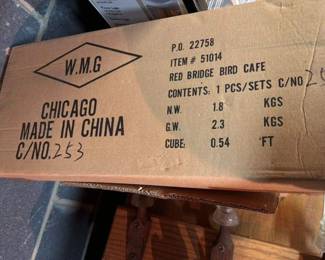 W.M.G
CHICAGO
MADE IN CHINA
C/NO. 253
P.O. 22758
ITEM # 51014
RED BRIDGE BIRD CAFE
CONTENTS: 1 PCS/SETS C/NO
N.W. 1.8 KGS
G.W. 2.3 KGS
CUBE: 0.54 'FT